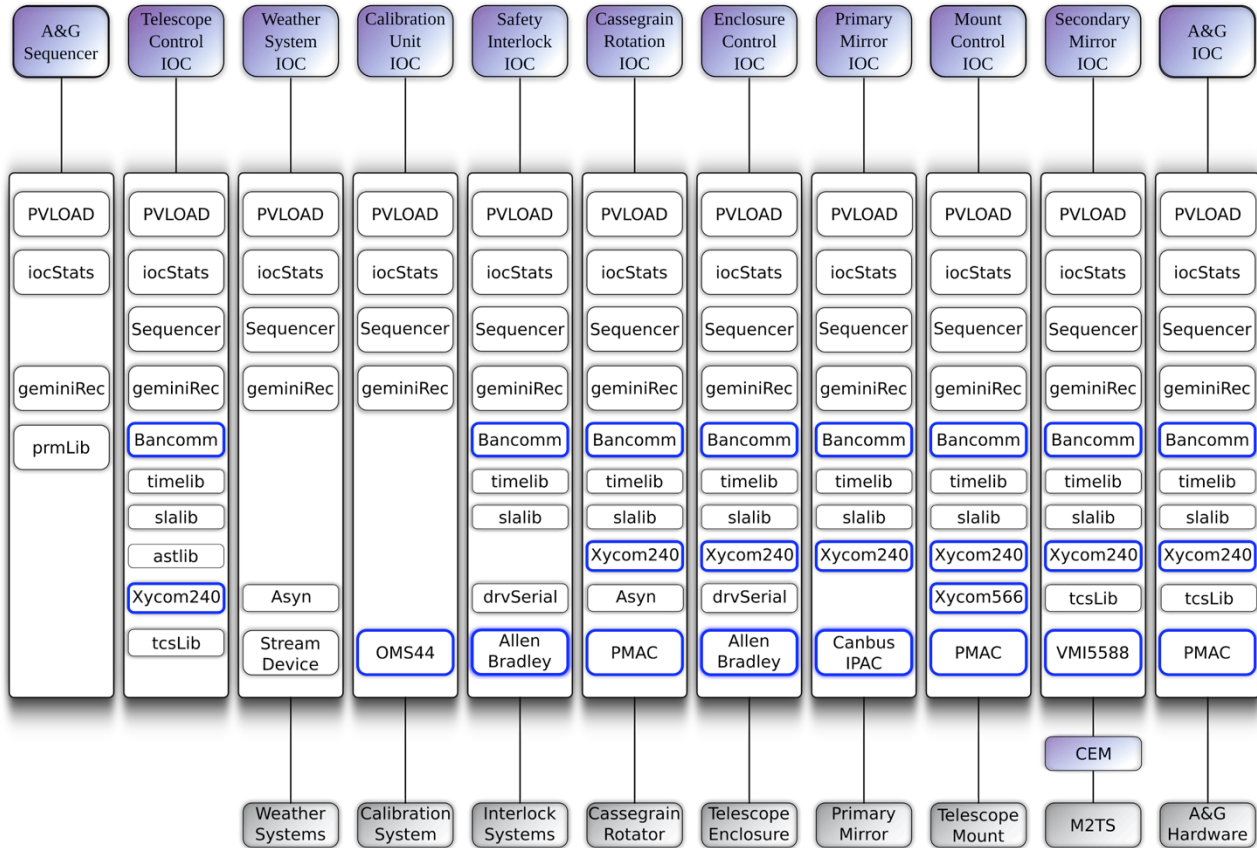 A&G
Sequencer
Telescope
Control
IOC
Weather
System
IOC
Calibration
Unit
IOC
Safety
Interlock
IOC
Cassegrain
Rotation
IOC
Enclosure
Control
IOC
Primary
Mirror
IOC
Mount
Control
IOC
Secondary
Mirror
IOC
A&G
IOC
PVLOAD
iocStats
geminiRec
prmLib
PVLOAD
iocStats
Sequencer
geminiRec
Bancomm
timelib
slalib
astlib
Xycom240
tcsLib
PVLOAD
iocStats
Sequencer
geminiRec
Asyn
Stream
Device
Weather
Systems
PVLOAD
iocStats
Sequencer
geminiRec
OMS44
Calibration
System
PVLOAD
iocStats
Sequencer
geminiRec
Bancomm
timelib
slalib
drvSerial
Allen
Bradley
Interlock
Systems
PVLOAD
iocStats
Sequencer
geminiRec
Bancomm
timelib
slalib
Xycom240
Asyn
PMAC
Cassegrain
Rotator
PVLOAD
iocStats
Sequencer
geminiRec
Bancomm
timelib
slalib
Xycom240
drvSerial
Allen
Bradley
Telescope
Enclosure
PVLOAD
iocStats
Sequencer
geminiRec
Bancomm
timelib
slalib
Xycom240
Canbus
IPAC
Primary
Mirror
PVLOAD
iocStats
Sequencer
geminiRec
Bancomm
timelib
slalib
Xycom240
Xycom566
PMAC
Telescope
Mount
PVLOAD
iocStats
Sequencer
geminiRec
Bancomm
timelib
slalib
Xycom240
tcsLib
VMI5588
CEM
M2TS
PVLOAD
iocStats
Sequencer
geminiRec
Bancomm
timelib
slalib
Xycom240
tcsLib
PMAC
A&G
Hardware